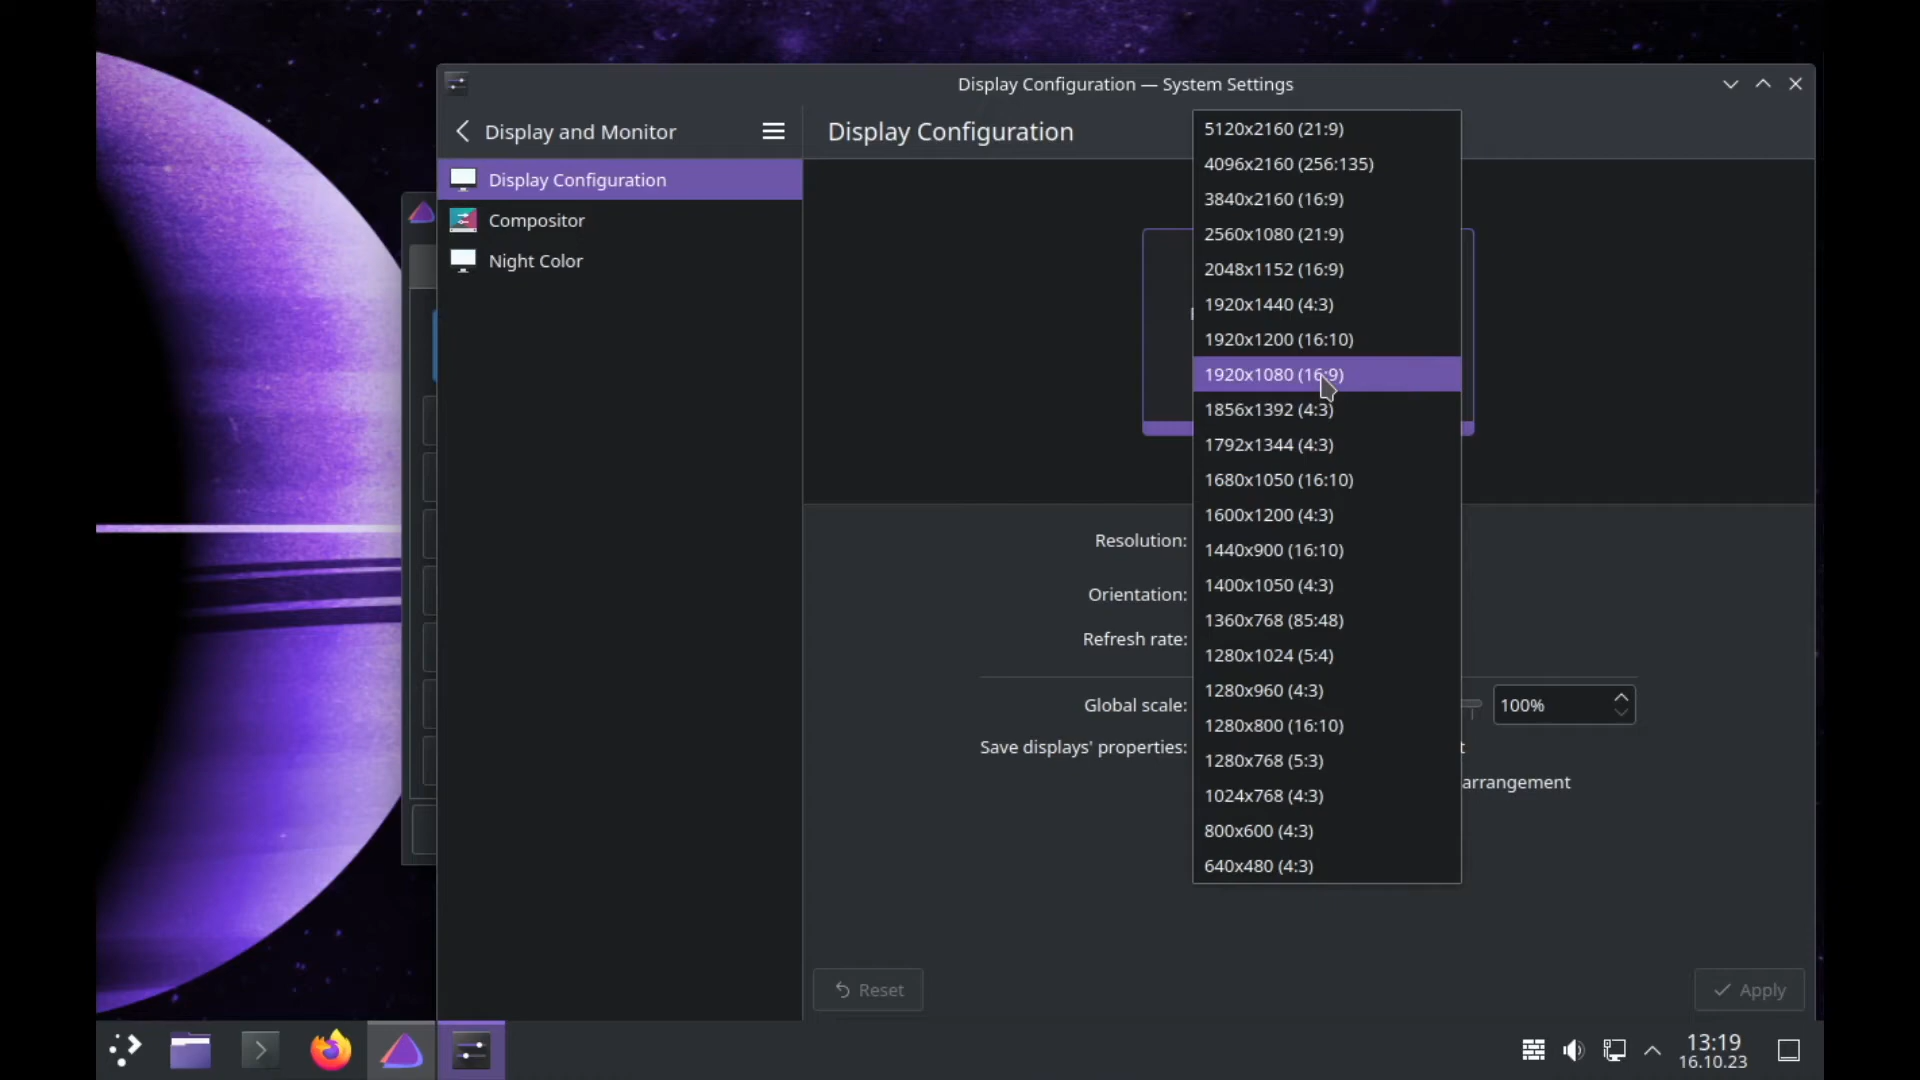 Display Configuration — System Settings
Display and Monitor
Display Configuration
Compositor
Night Color
Display Configuration
5120x2160 (21:9)
4096x2160 (256:135)
3840x2160 (16:9)
2560x1080 (21:9)
2048x1152 (16:9)
1920x1440 (4:3)
1920x1200 (16:10)
1920x1080 (16:9)
1856x1392 (4:3)
1792x1344 (4:3)
1680x1050 (16:10)
1600x1200 (4:3)
1440x900 (16:10)
1400x1050 (4:3)
1360x768 (85:48)
1280x1024 (5:4)
1280x960 (4:3)
1280x800 (16:10)
1280x768 (5:3)
1024x768 (4:3)
800x600 (4:3)
640x480 (4:3)
Resolution:
Orientation:
Refresh rate:
Global scale:
100%
Save displays' properties:
arrangement
Reset
Apply
13:19
16.10.23